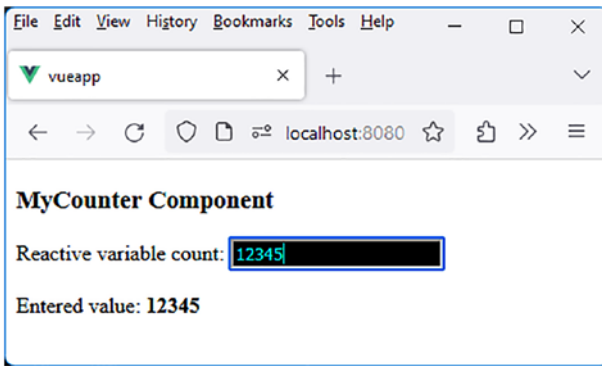 File Edit View History Bookmarks Tools Help
vueapp
localhost:8080
MyCounter Component
Reactive variable count: 12345
Entered value: 12345